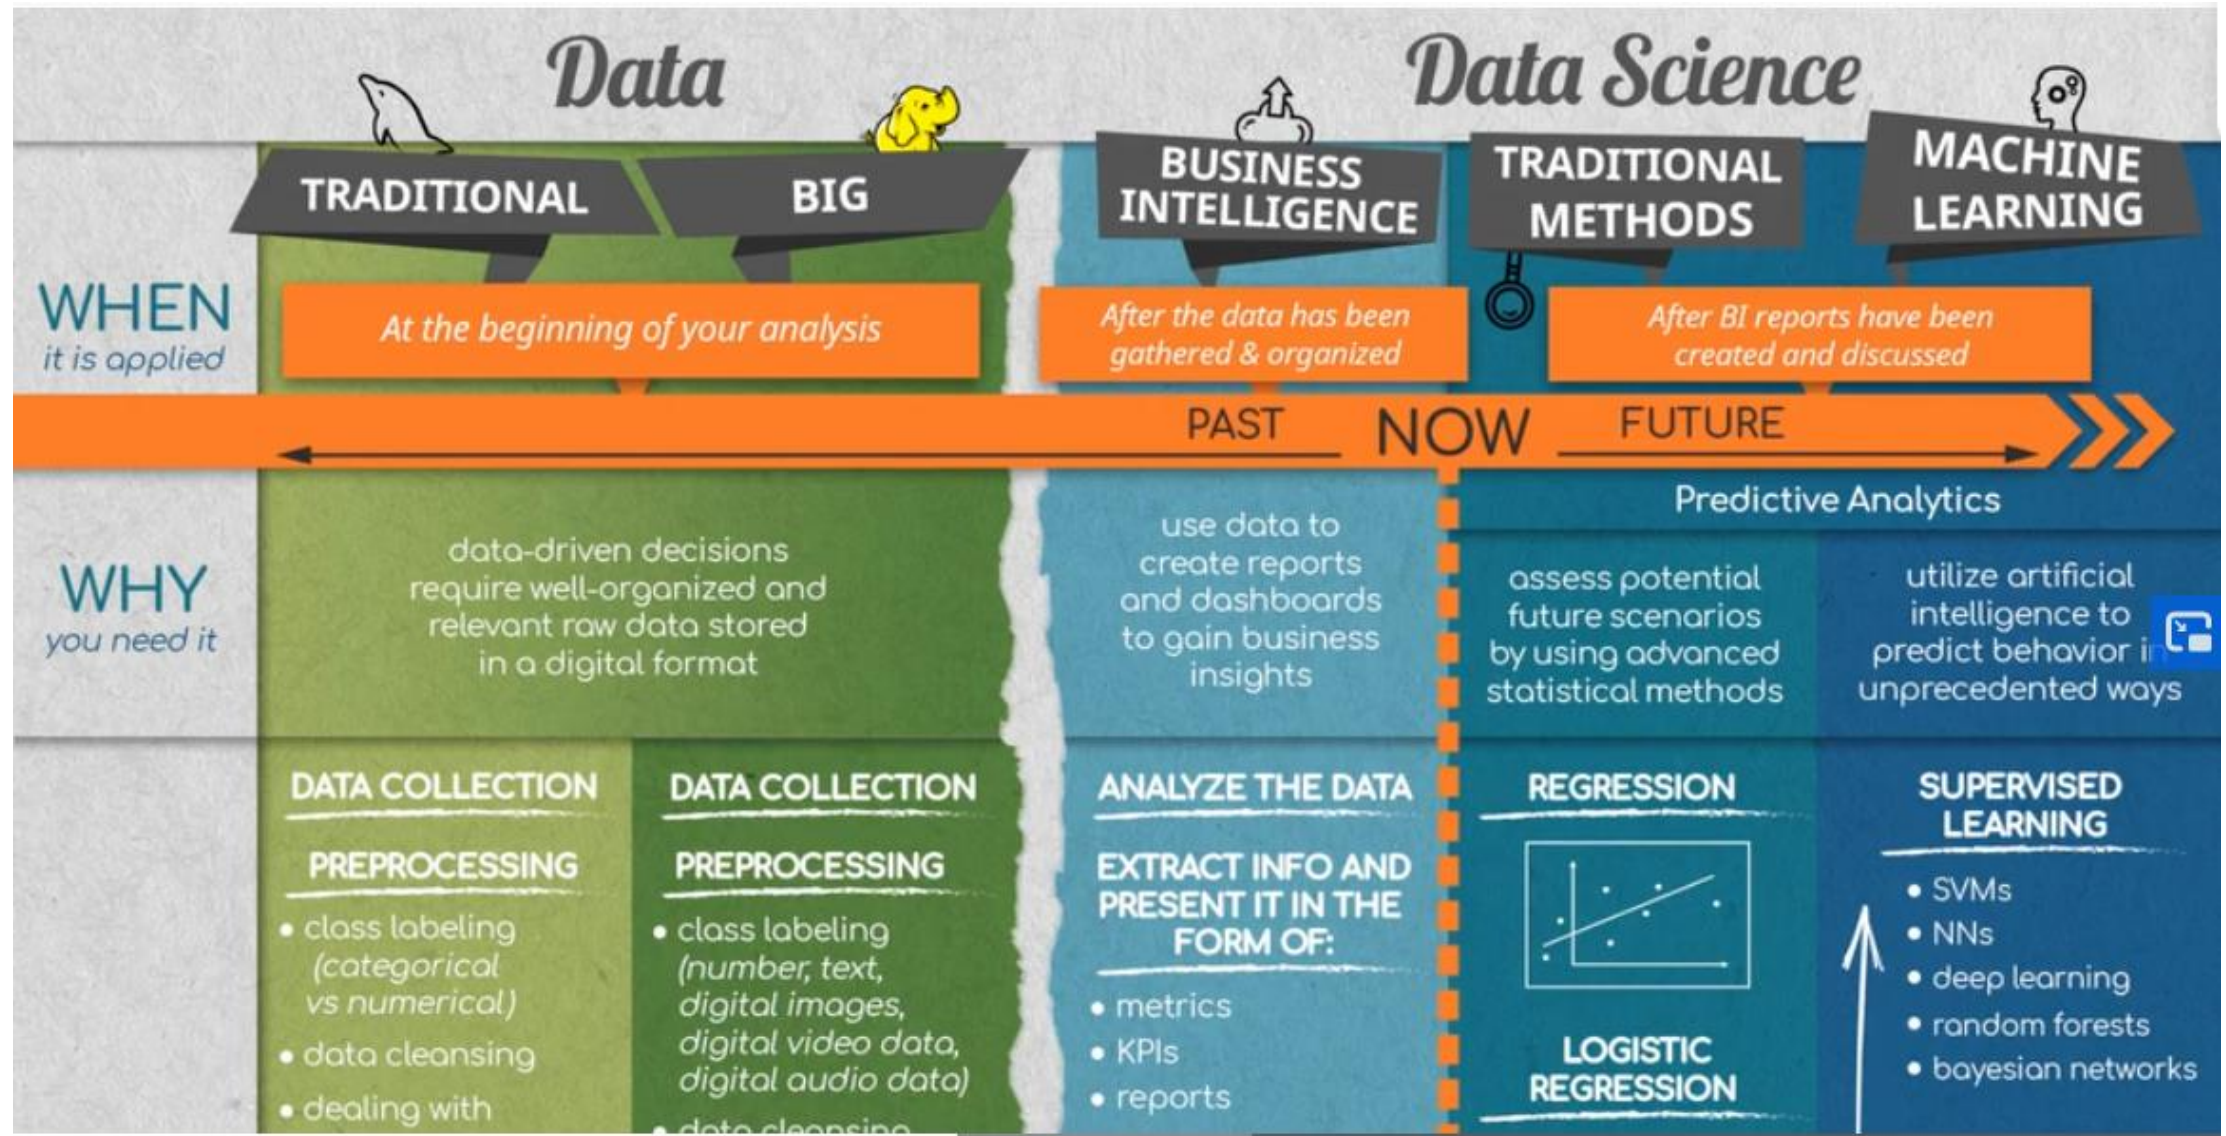 Data
Data Science
TRADITIONAL
BIG
BUSINESS
INTELLIGENCE
TRADITIONAL
METHODS
MACHINE
LEARNING
WHEN
it is applied
At the beginning of your analysis
After the data has been
gathered & organized
After BI reports have been
created and discussed
PAST
NOW
FUTURE
Predictive Analytics
WHY
you need it
data-driven decisions
require well-organized and
relevant raw data stored
in a digital format
use data to
create reports
and dashboards
to gain business
insights
assess potential
future scenarios
by using advanced
statistical methods
utilize artificial
intelligence to
predict behavior in
unprecedented ways
DATA COLLECTION
PREPROCESSING
• class labeling
(categorical
vs numerical)
• data cleansing
• dealing with
DATA COLLECTION
PREPROCESSING
• class labeling
(number, text,
digital images,
digital video data,
digital audio data)
• data cleansing
ANALYZE THE DATA
EXTRACT INFO AND
PRESENT IT IN THE
FORM OF:
• metrics
• KPIs
• reports
REGRESSION
LOGISTIC
REGRESSION
SUPERVISED
LEARNING
• SVMs
• NNs
• deep learning
• random forests
• bayesian networks